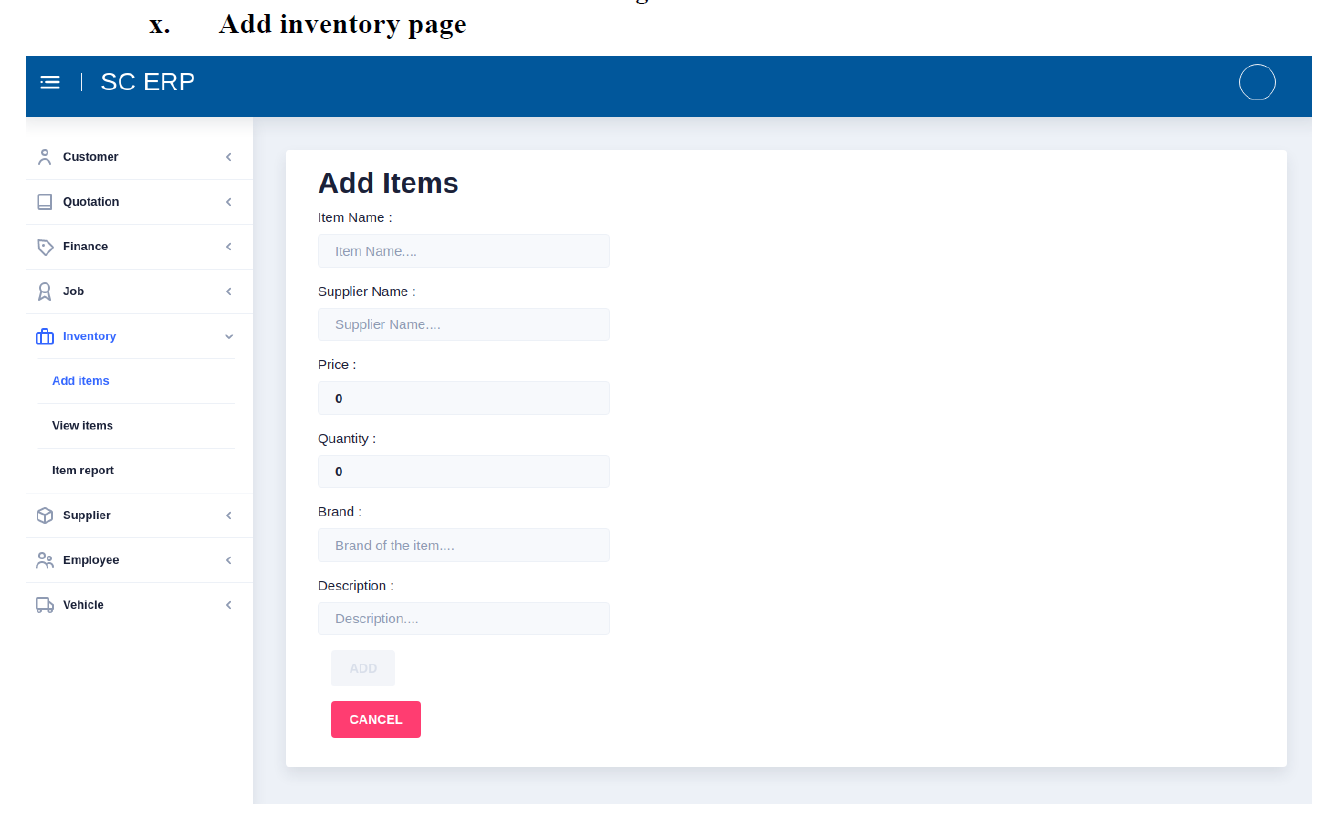 x. Add inventory page
SC ERP
Customer
Quotation
Finance
Job
Inventory
Add items
View items
Item report
Supplier
Employee
Vehicle
Add Items
Item Name :
Item Name....
Supplier Name :
Supplier Name....
Price :
0
Quantity :
0
Brand :
Brand of the item....
Description :
Description....
ADD
CANCEL